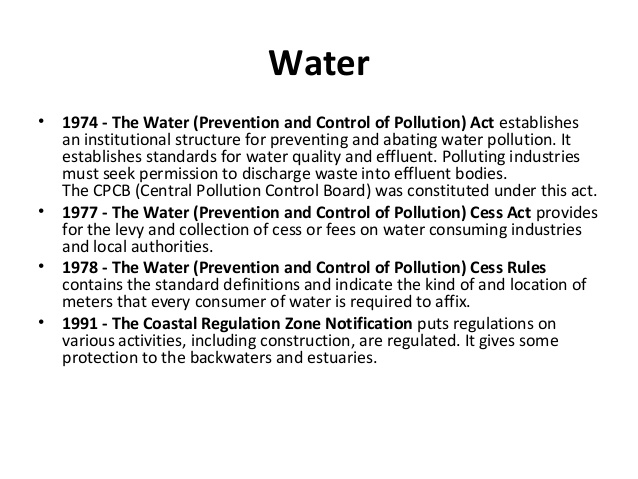 Water
• 1974 - The Water (Prevention and Control of Pollution) Act establishes
an institutional structure for preventing and abating water pollution. It
establishes standards for water quality and effluent. Polluting industries
must seek permission to discharge waste into effluent bodies.
The CPCB (Central Pollution Control Board) was constituted under this act.
• 1977 - The Water (Prevention and Control of Pollution) Cess Act provides
for the levy and collection of cess or fees on water consuming industries
and local authorities.
• 1978 - The Water (Prevention and Control of Pollution) Cess Rules
contains the standard definitions and indicate the kind of and location of
meters that every consumer of water is required to affix.
• 1991 - The Coastal Regulation Zone Notification puts regulations on
various activities, including construction, are regulated. It gives some
protection to the backwaters and estuaries.